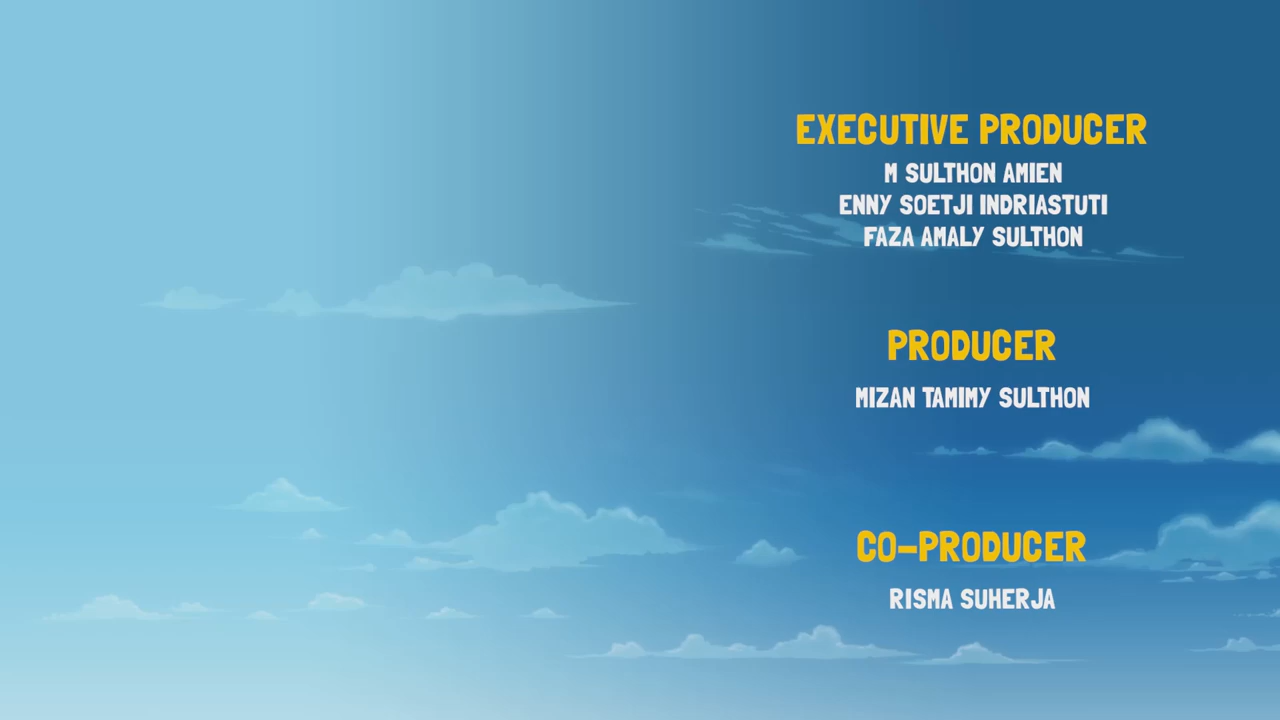 EXECUTIVE PRODUCER
M SULTHON AMIEN
ENNY SOETJI INDRIASTUTI
FAZA AMALY SULTHON
PRODUCER
MIZAN TAMIMY SULTHON
CO-PRODUCER
RISMA SUHERJA